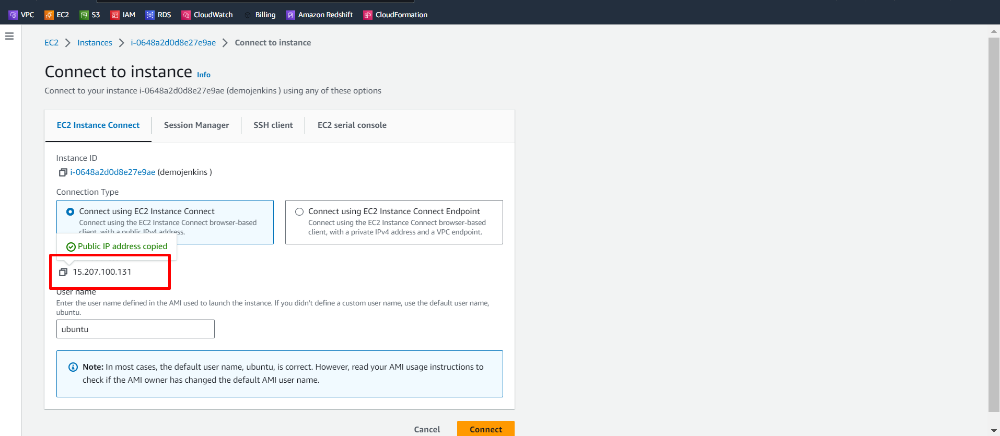 VPC EC2 S3 IAM RDS CloudWatch Billing Amazon Redshift CloudFormation
EC2 Instances i-0648a2d0d8e27e9ae Connect to instance
Connect to instance Info
Connect to your instance i-0648a2d0d8e27e9ae (demojenkins ) using any of these options
EC2 Instance Connect Session Manager SSH client EC2 serial console
Instance ID
i-0648a2d0d8e27e9ae (demojenkins )
Connection Type
Connect using EC2 Instance Connect
Connect using the EC2 Instance Connect browser-based
client, with a public IPv4 address.
Connect using EC2 Instance Connect Endpoint
Connect using the EC2 Instance Connect browser-based
client, with a private IPv4 address and a VPC endpoint.
Public IP address copied
15.207.100.131
User name
Enter the user name defined in the AMI used to launch the instance. If you didn't define a custom user name, use the default user name,
ubuntu.
ubuntu
Note: In most cases, the default user name, ubuntu, is correct. However, read your AMI usage instructions to
check if the AMI owner has changed the default AMI user name.
Cancel Connect